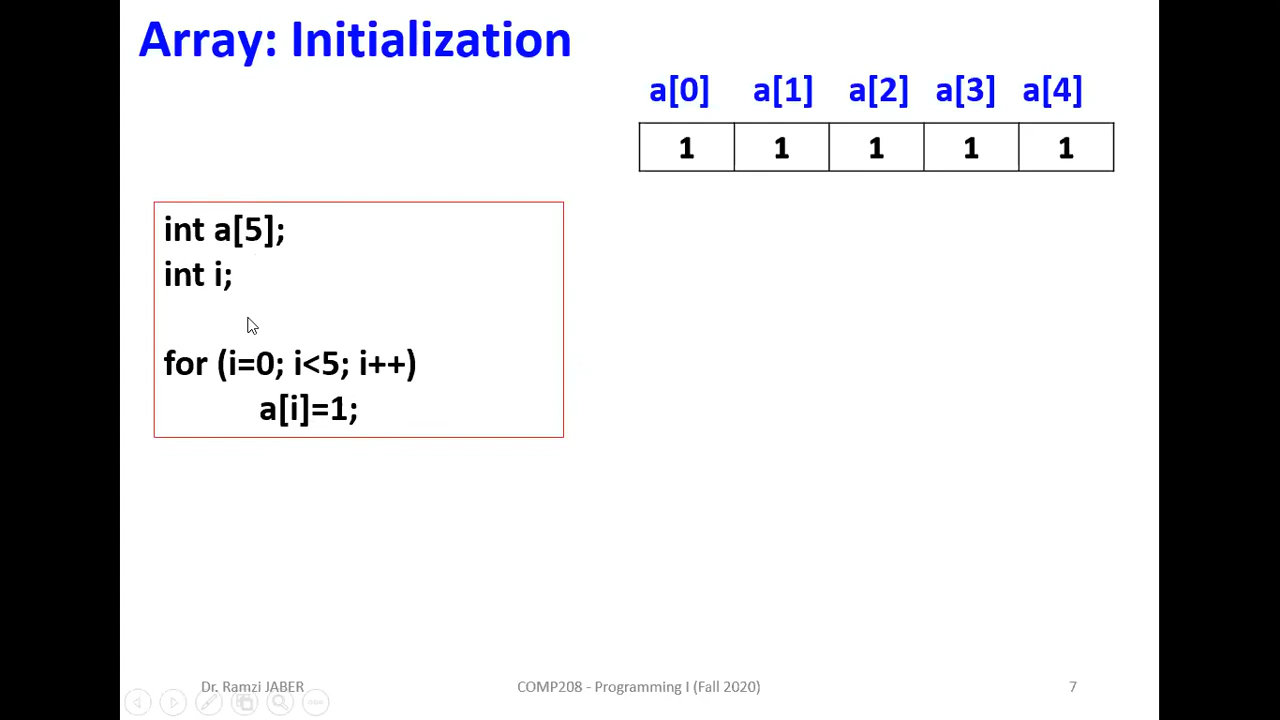 Array: Initialization
a[0] a[1] a[2] a[3] a[4]
1 1 1 1 1
int a[5];
int i;
for (i=0; i<5; i++)
a[i]=1;
Dr. Ramzi JABER COMP208 - Programming I (Fall 2020) 7